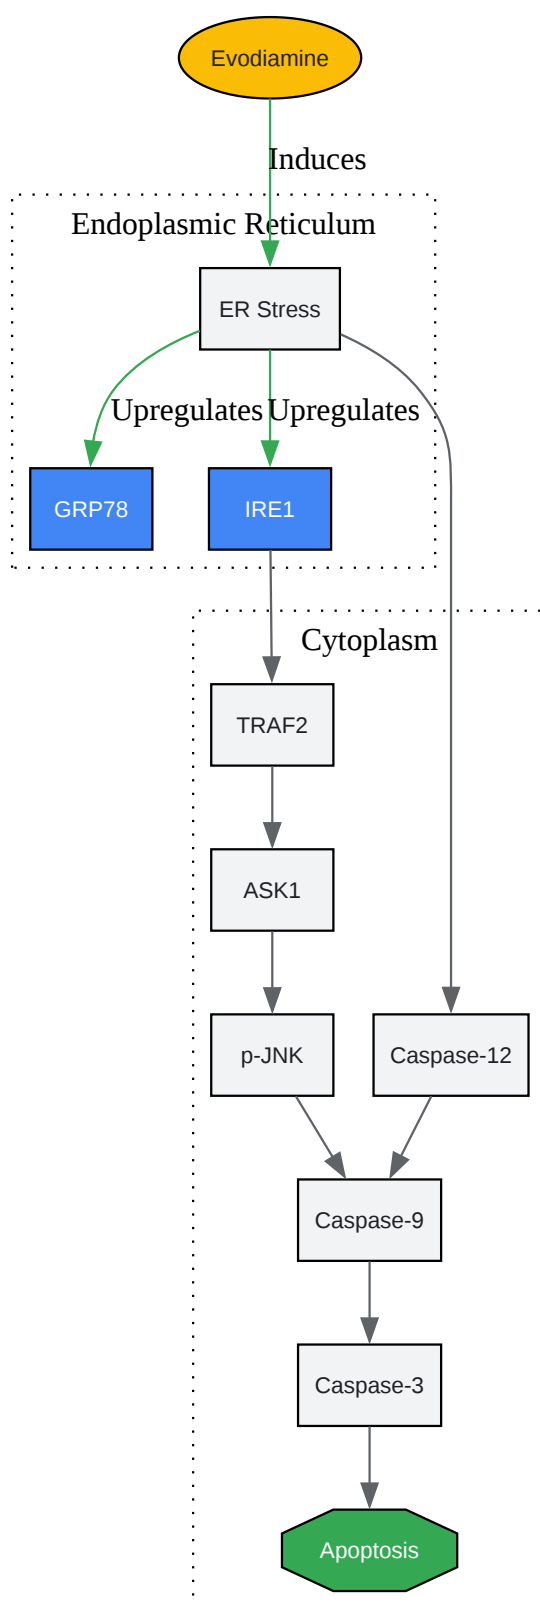 Evodiamine
Induces
Endoplasmic Reticulum
ER Stress
Upregulates
Upregulates
GRP78
IRE1
Cytoplasm
TRAF2
ASK1
p-JNK
Caspase-12
Caspase-9
Caspase-3
Apoptosis